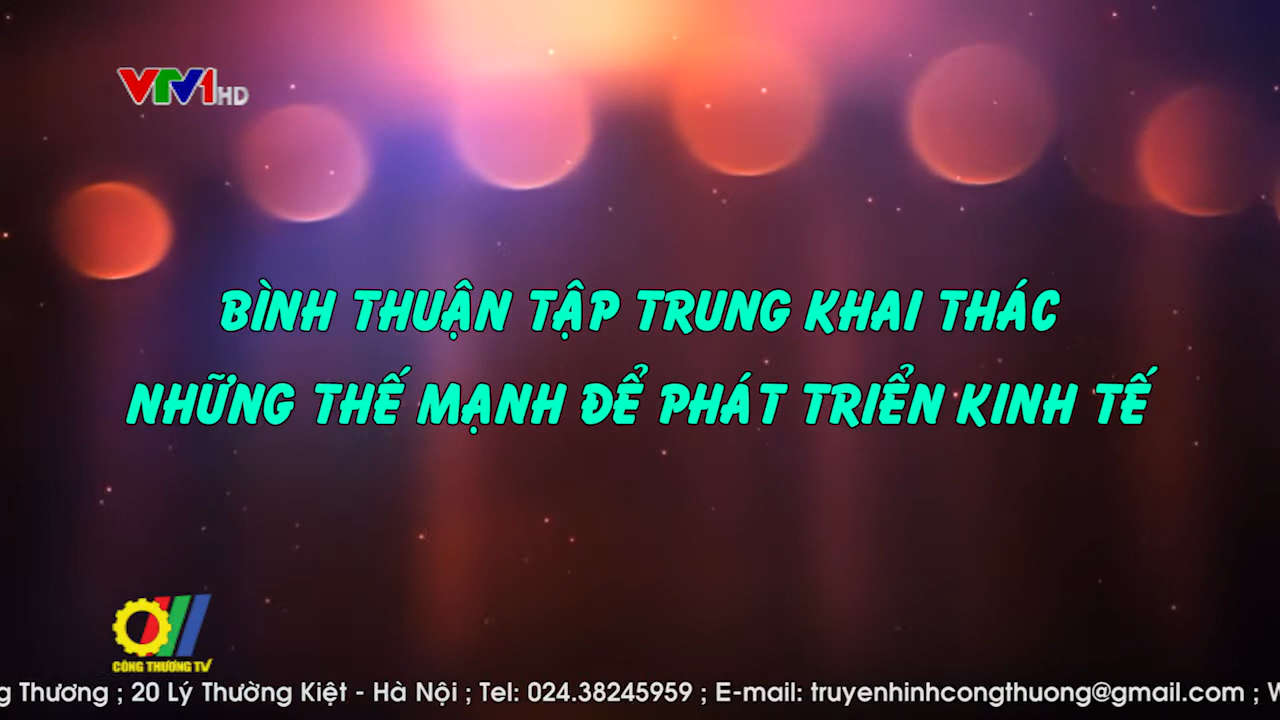 VTV1HD
BÌNH THUẬN TẬP TRUNG KHAI THÁC
NHỮNG THẾ MẠNH ĐỂ PHÁT TRIỂN KINH TẾ
CÔNG THƯƠNG TV
g Thương ; 20 Lý Thường Kiệt - Hà Nội ; Tel: 024.38245959 ; E-mail: truyenhinhcongthuong@gmail.com ; W